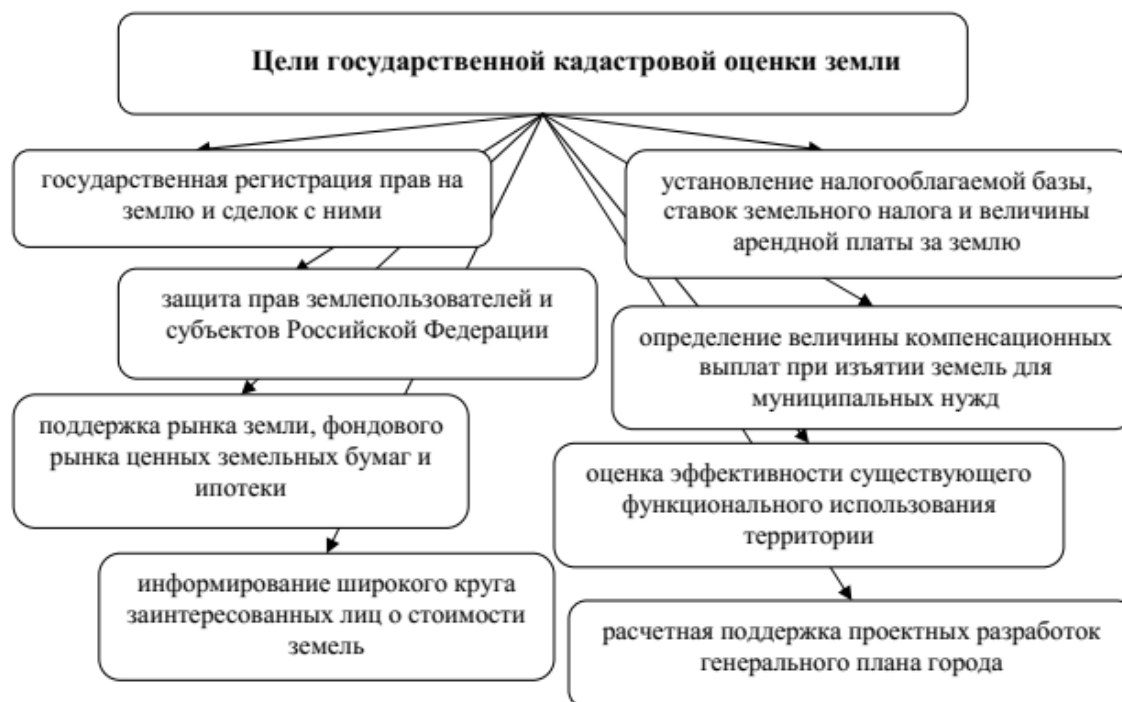 Цели государственной кадастровой оценки земли
государственная регистрация прав на
землю и сделок с ними
защита прав землепользователей и
субъектов Российской Федерации
поддержка рынка земли, фондового
рынка ценных земельных бумаг и
ипотеки
информирование широкого круга
заинтересованных лиц о стоимости
земель
установление налогооблагаемой базы,
ставок земельного налога и величины
арендной платы за землю
определение величины компенсационных
выплат при изъятии земель для
муниципальных нужд
оценка эффективности существующего
функционального использования
территории
расчетная поддержка проектных разработок
генерального плана города